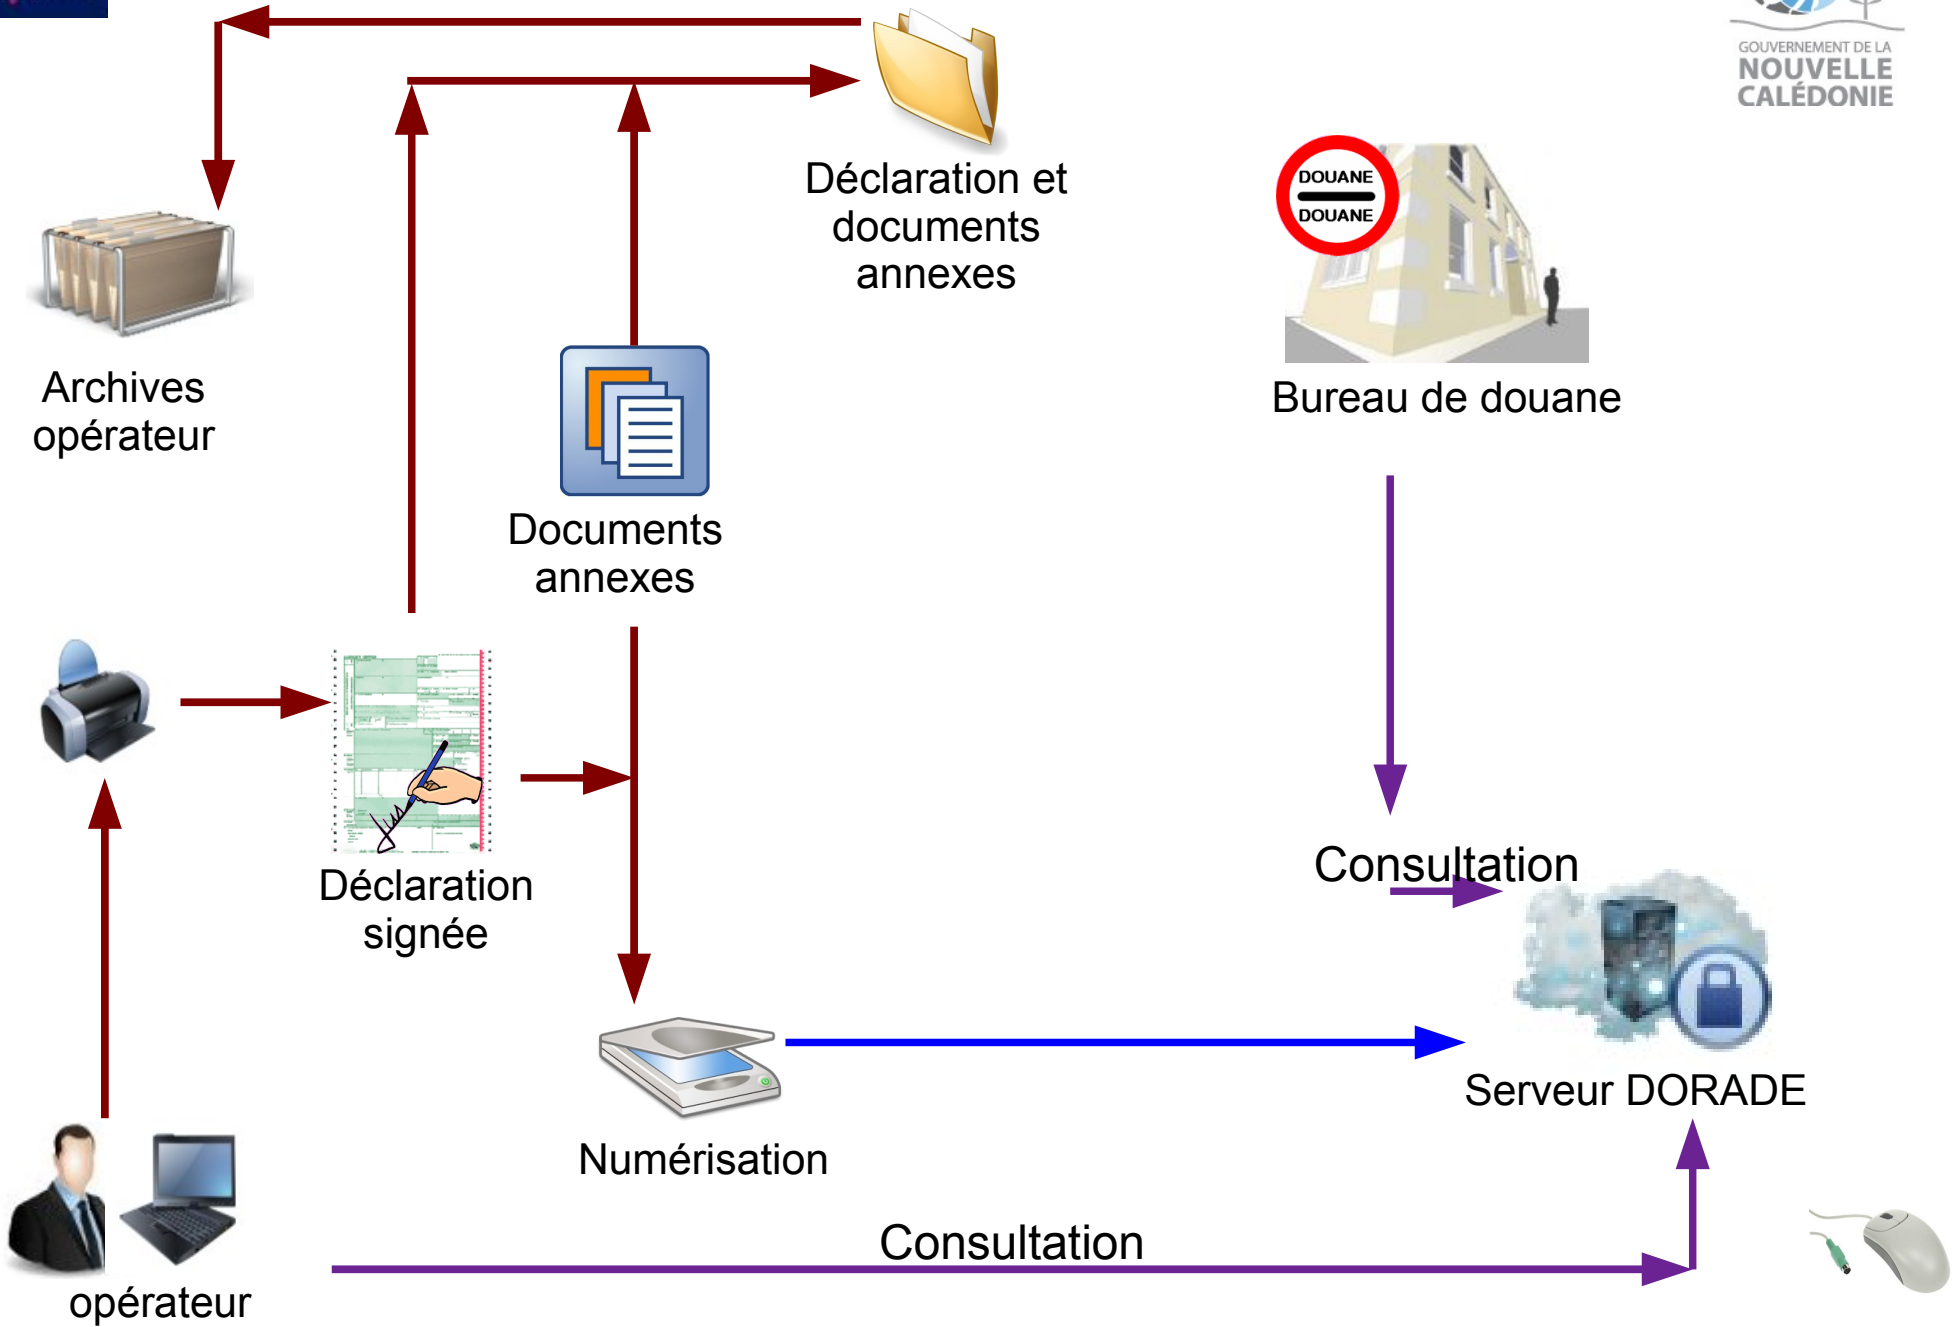 GOUVERNEMENT DE LA
NOUVELLE
CALÉDONIE
DOUANE
DOUANE
Déclaration et
documents
annexes
Archives
opérateur
Bureau de douane
Documents
annexes
Consultation
Déclaration
signée
Serveur DORADE
Numérisation
Consultation
opérateur